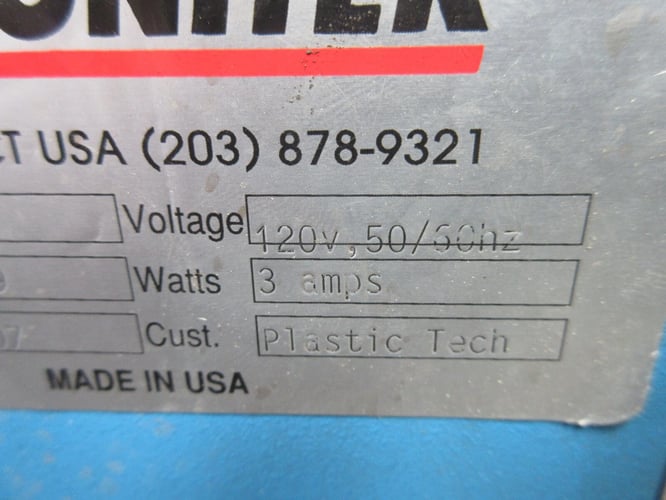 ONITEK
CT USA (203) 878-9321
Voltage 120v,50/60hz
Watts 3 amps
Cust. Plastic Tech
MADE IN USA